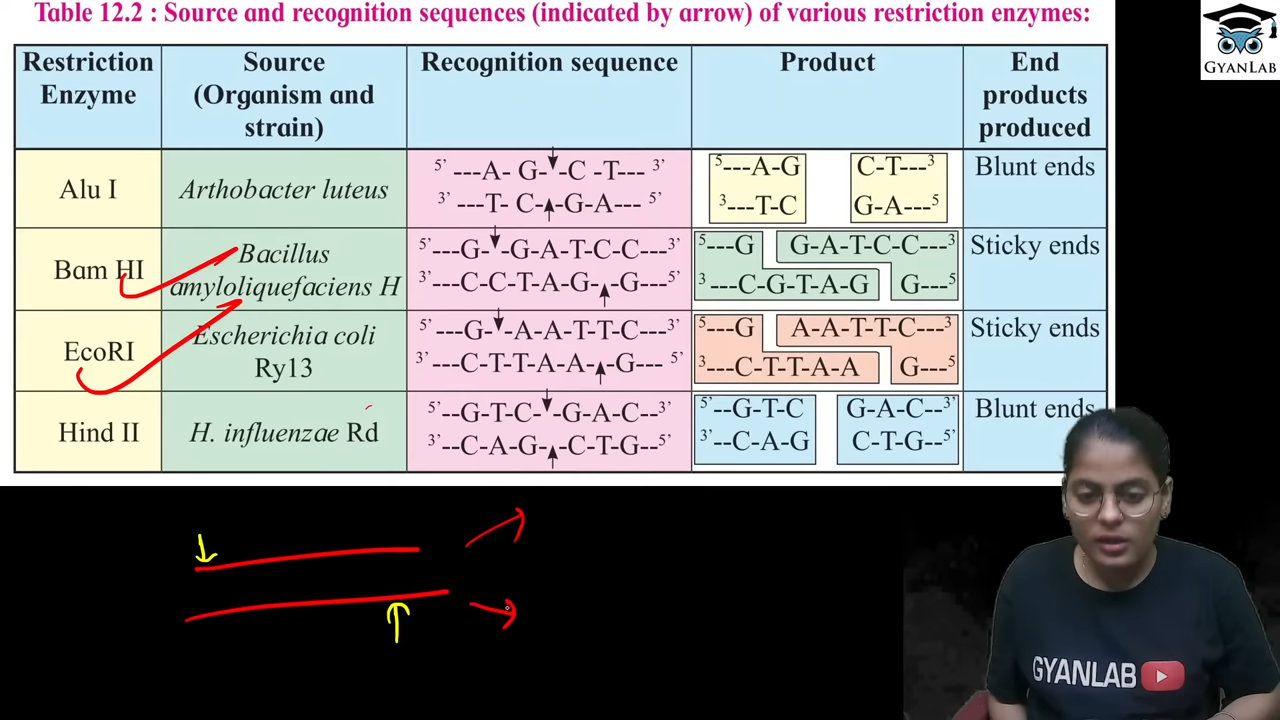 Table 12.2 : Source and recognition sequences (indicated by arrow) of various restriction enzymes:
GYANLAB
Restriction Enzyme
Source (Organism and strain)
Recognition sequence
Product
End products produced
Alu I
Arthobacter luteus
5' ---A- G- -C -T--- 3'
3' ---T- C- -G-A--- 5'
5---A-G
3---T-C
C-T---3
G-A---5
Blunt ends
Bam HI
Bacillus
amyloliquefaciens H
5'---G- -G-A-T-C-C---3'
3'---C-C-T-A-G- -G---5'
5---G
G-A-T-C-C---3
3---C-G-T-A-G
G---5
Sticky ends
EcoRI
Escherichia coli
Ry13
5'---G- -A-A-T-T-C---3'
3'---C-T-T-A-A- -G--- 5'
5---G
A-A-T-T-C---3
3---C-T-T-A-A
G---5
Sticky ends
Hind II
H. influenzae Rd
5'--G-T-C- -G-A-C--3'
3'--C-A-G- -C-T-G--5'
5'--G-T-C
3'--C-A-G
G-A-C--3'
C-T-G--5'
Blunt ends
GYANLAB